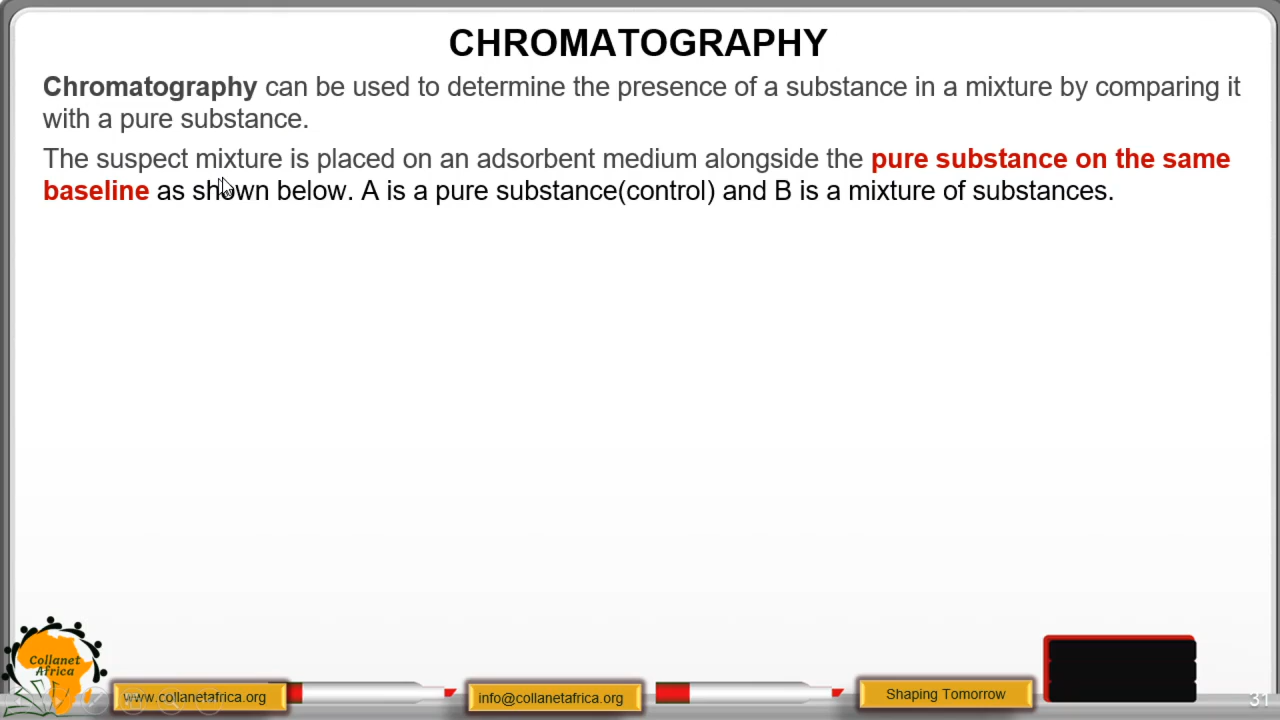 CHROMATOGRAPHY
Chromatography can be used to determine the presence of a substance in a mixture by comparing it
with a pure substance.
The suspect mixture is placed on an adsorbent medium alongside the pure substance on the same
baseline as shown below. A is a pure substance(control) and B is a mixture of substances.
Collanet
Africa
www.collanetafrica.org
info@collanetafrica.org
Shaping Tomorrow
31